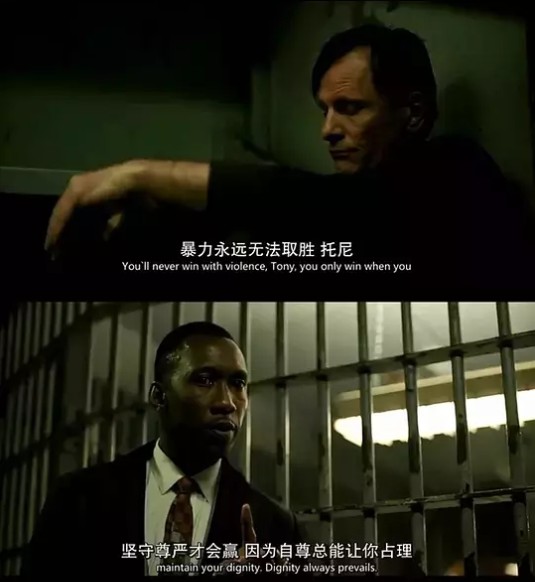 暴力永远无法取胜 托尼
You`ll never win with violence, Tony, you only win when you
坚守尊严才会赢 因为自尊总能让你占理
maintain your dignity. Dignity always prevails.